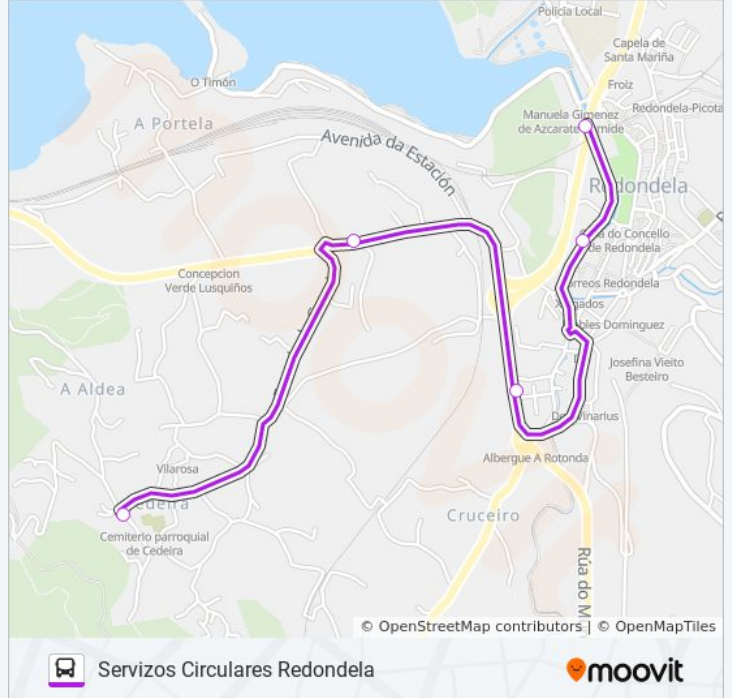 Policía Local
Capela de
Santa Mariña
O Timón
Froiz
Redondela-Picota
A Portela
Manuela Gimenez
de Azcarate
Avenida da Estación
Redondela
do Concello
de Redondela
Concepcion
Verde Lusquiños
Redondela
Dominguez
Josefina Vieito
Besteiro
A Aldea
Albergue A Rotonda
Vilarosa
Cemiterio parroquial
de Cedeira
Cruceiro
Rúa do
© OpenStreetMap contributors | © OpenMapTiles
Servizos Circulares Redondela
moovit